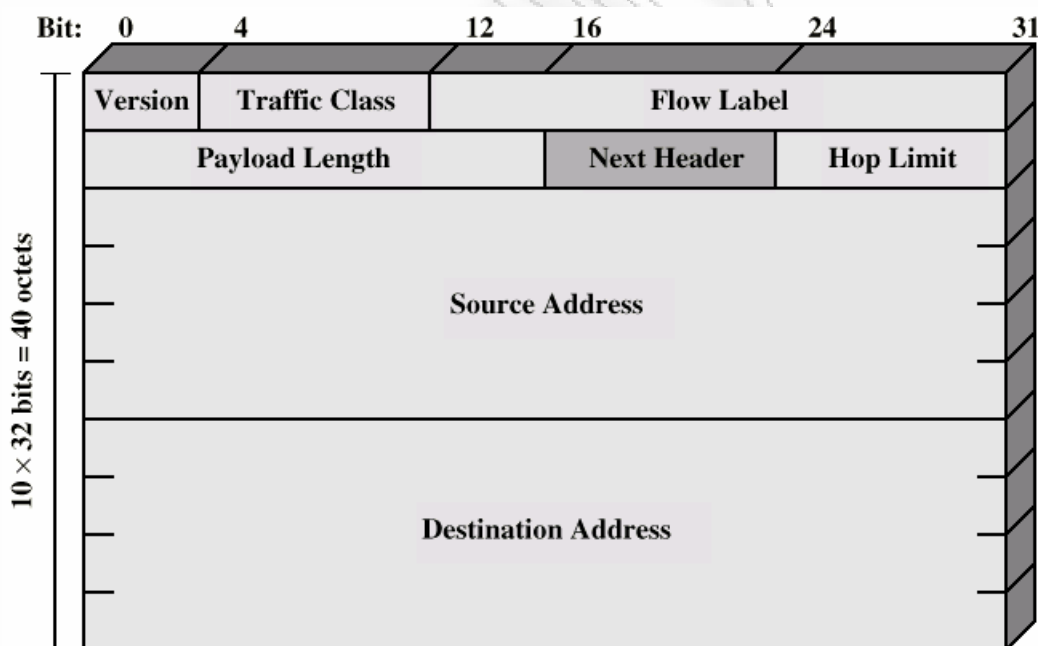 Bit: 0 4 12 16 24 31
Version Traffic Class Flow Label
Payload Length Next Header Hop Limit
Source Address
10 × 32 bits = 40 octets
Destination Address